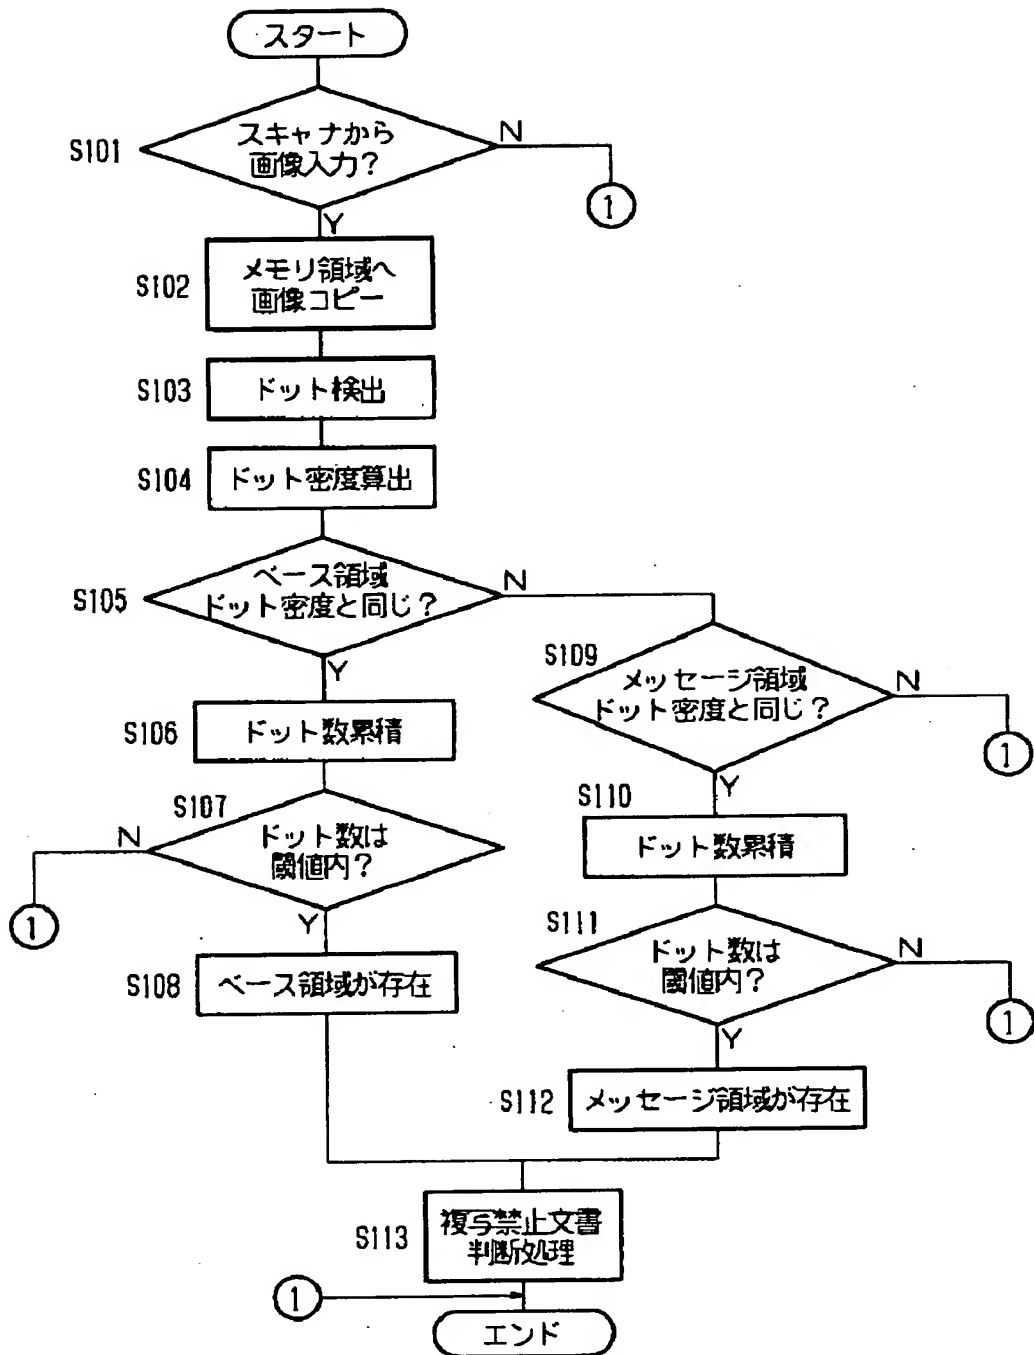 スタート
S101
スキャナから
画像入力?
N
1
Y
S102
メモリ領域へ
画像コピー
S103
ドット検出
S104
ドット密度算出
S105
ベース領域
ドット密度と同じ?
N
Y
S109
メッセージ領域
ドット密度と同じ?
N
1
Y
S106
ドット数累積
S107
ドット数は
閾値内?
N
1
Y
S110
ドット数累積
S111
ドット数は
閾値内?
N
1
Y
S108
ベース領域が存在
S112
メッセージ領域が存在
S113
複写禁止文書
判断処理
1
エンド